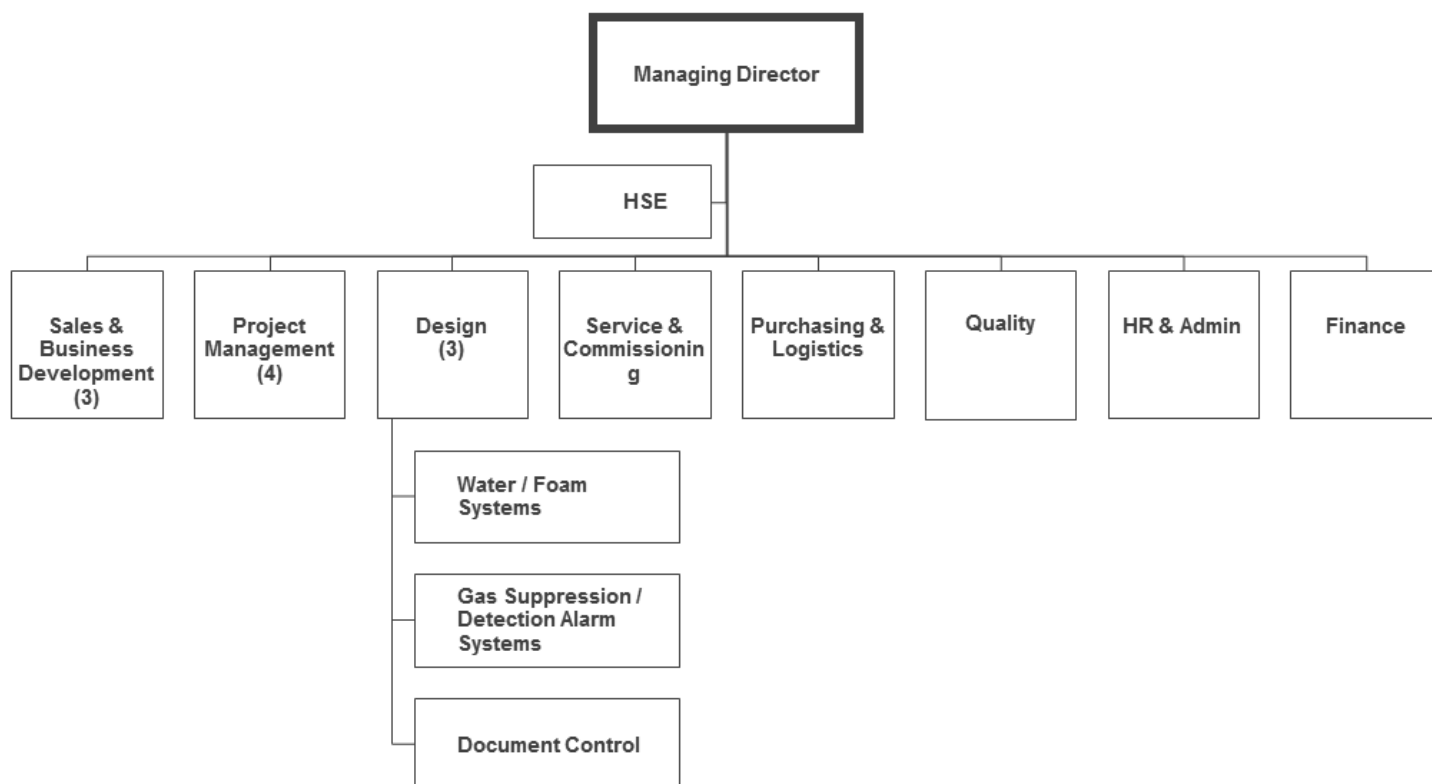 Managing Director
HSE
Sales &
Business
Development
(3)
Project
Management
(4)
Design
(3)
Service &
Commissionin
g
Purchasing &
Logistics
Quality
HR & Admin
Finance
Water / Foam
Systems
Gas Suppression /
Detection Alarm
Systems
Document Control